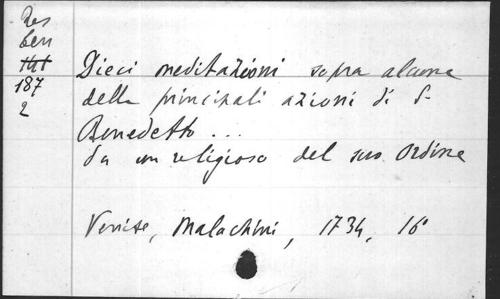 Res
ben
187
2
Dieci meditazioni sopra alcune
delle principali azioni di S.
Benedetto...
da un religioso del suo Ordine
Venise, Malachini, 1734, 16°